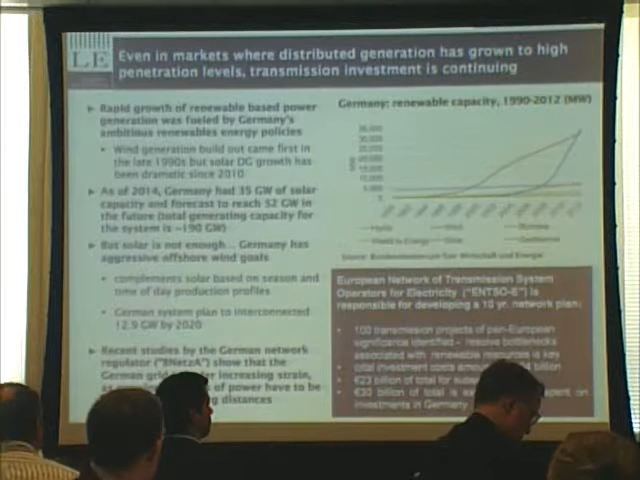 LE
Even in markets where distributed generation has grown to high
penetration levels, transmission investment is continuing
Rapid growth of renewable based power
generation was fueled by Germany's
ambitious renewables energy policies
Wind generation build out came first in
the late 1990s but solar DG growth has
been dramatic since 2010
As of 2014, Germany had 35 GW of solar
capacity and forecast to reach 52 GW in
the future (total generating capacity for
the system is ~190 GW)
But solar is not enough... Germany has
aggressive offshore wind goals
complements solar based on season and
time of day production profiles
German system plan to interconnected
12.9 GW by 2020
Recent studies by the German network
regulator ("BNetzA") show that the
German increasing strain,
of power have to be
distances
Germany: renewable capacity, 1990-2012 (MW)
European Network of Transmission System
Operators for Electricity ("ENTSO-E") is
responsible for developing a 10 yr. network plan:
100 transmission projects of pan-European
significance identified - resolve bottlenecks
associated with renewable resources is key
total investment costs billion
€23 billion of total for
€30 billion of total is on
investments in Germany